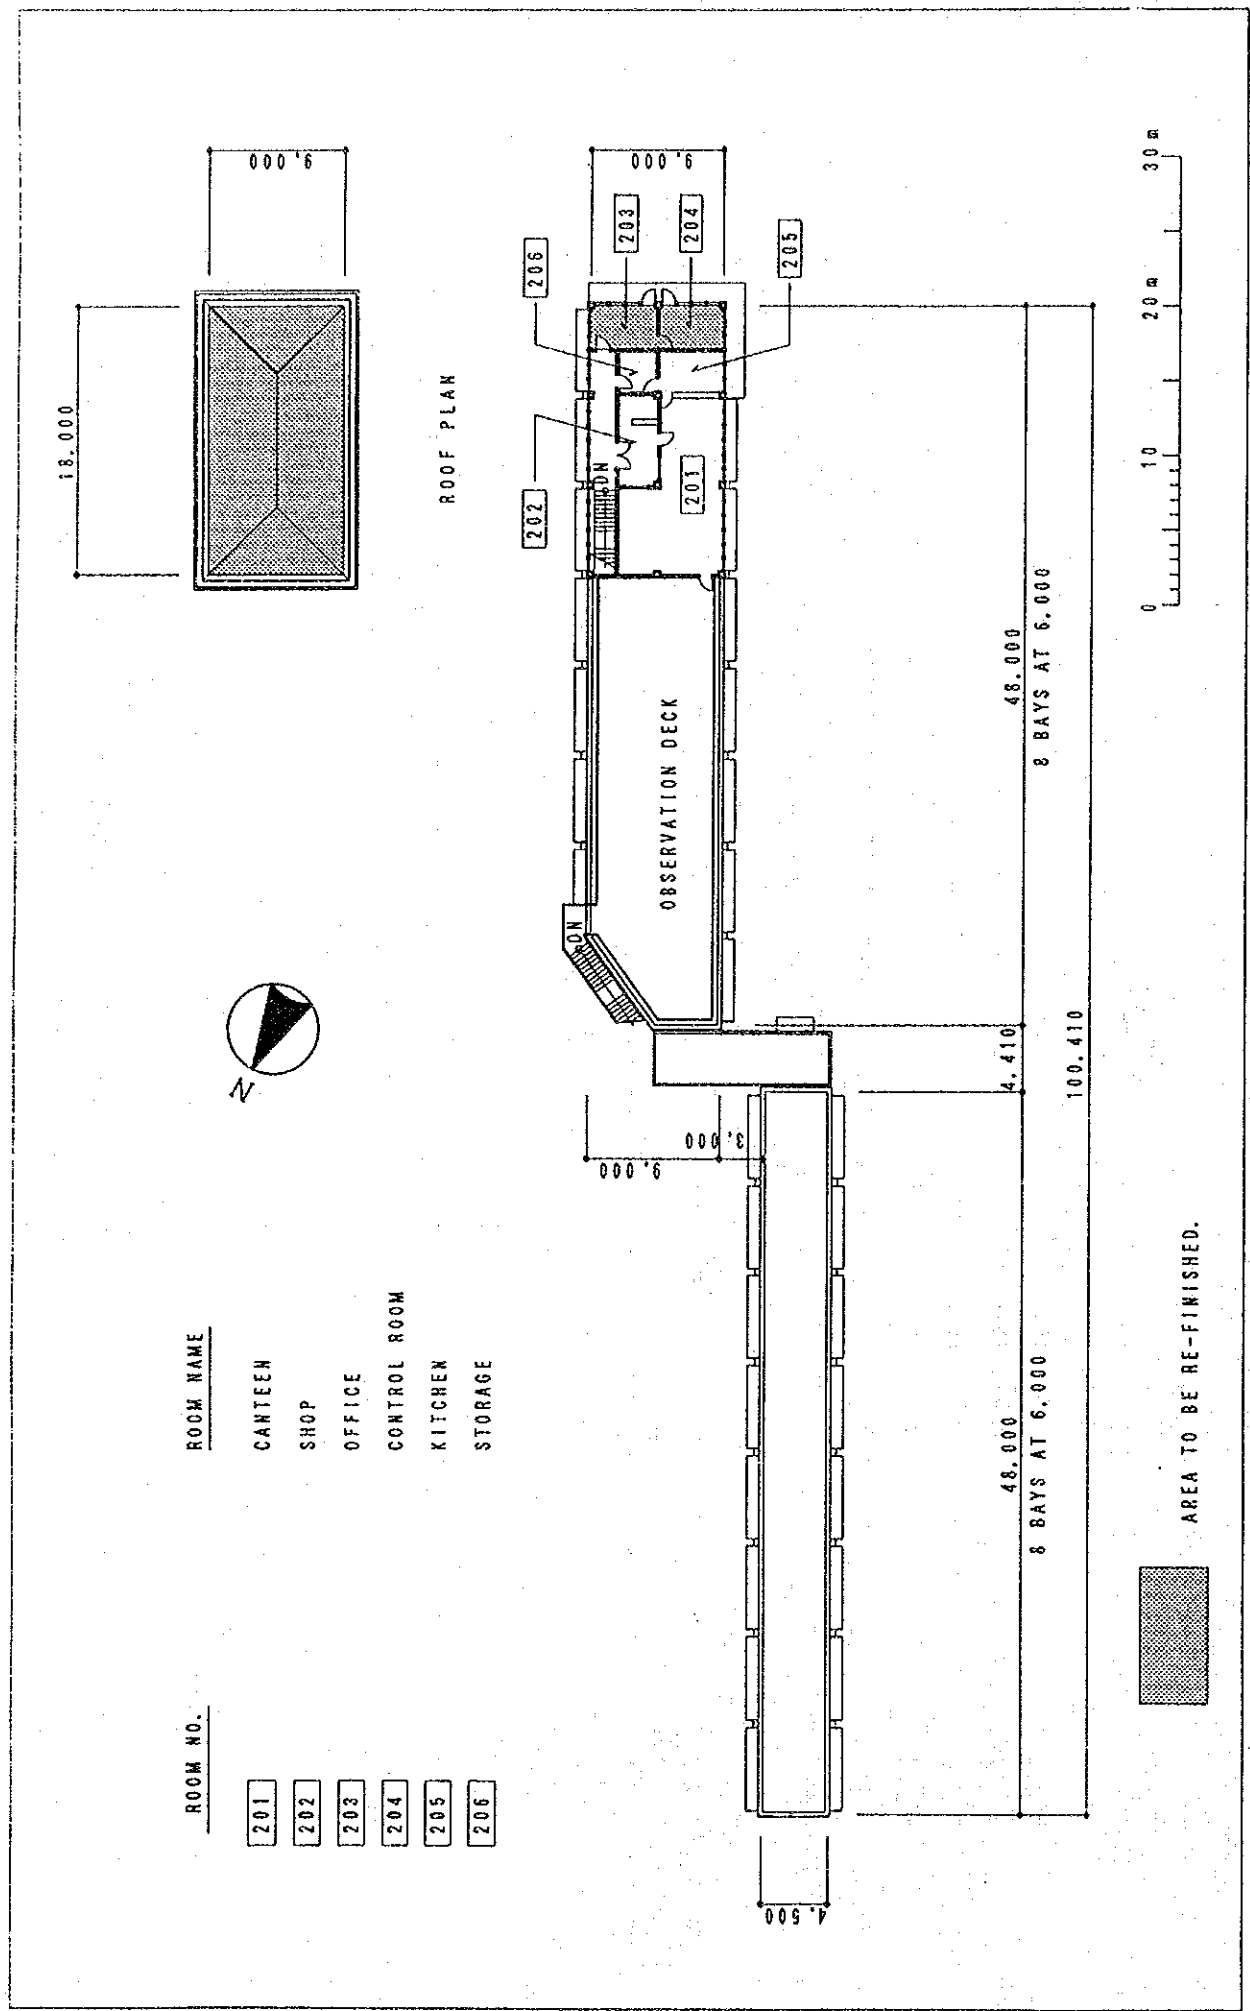 ROOM NO. ROOM NAME
201 CANTEEN
202 SHOP
203 OFFICE
204 CONTROL ROOM
205 KITCHEN
206 STORAGE
N
18.000
9.000
ROOF PLAN
202
206
203
204
205
201
9.000
DN
DN
OBSERVATION DECK
9.000
3.000
4.500
48.000
8 BAYS AT 6.000
4.410
48.000
8 BAYS AT 6.000
100.410
AREA TO BE RE-FINISHED.
0 10 20m 30m